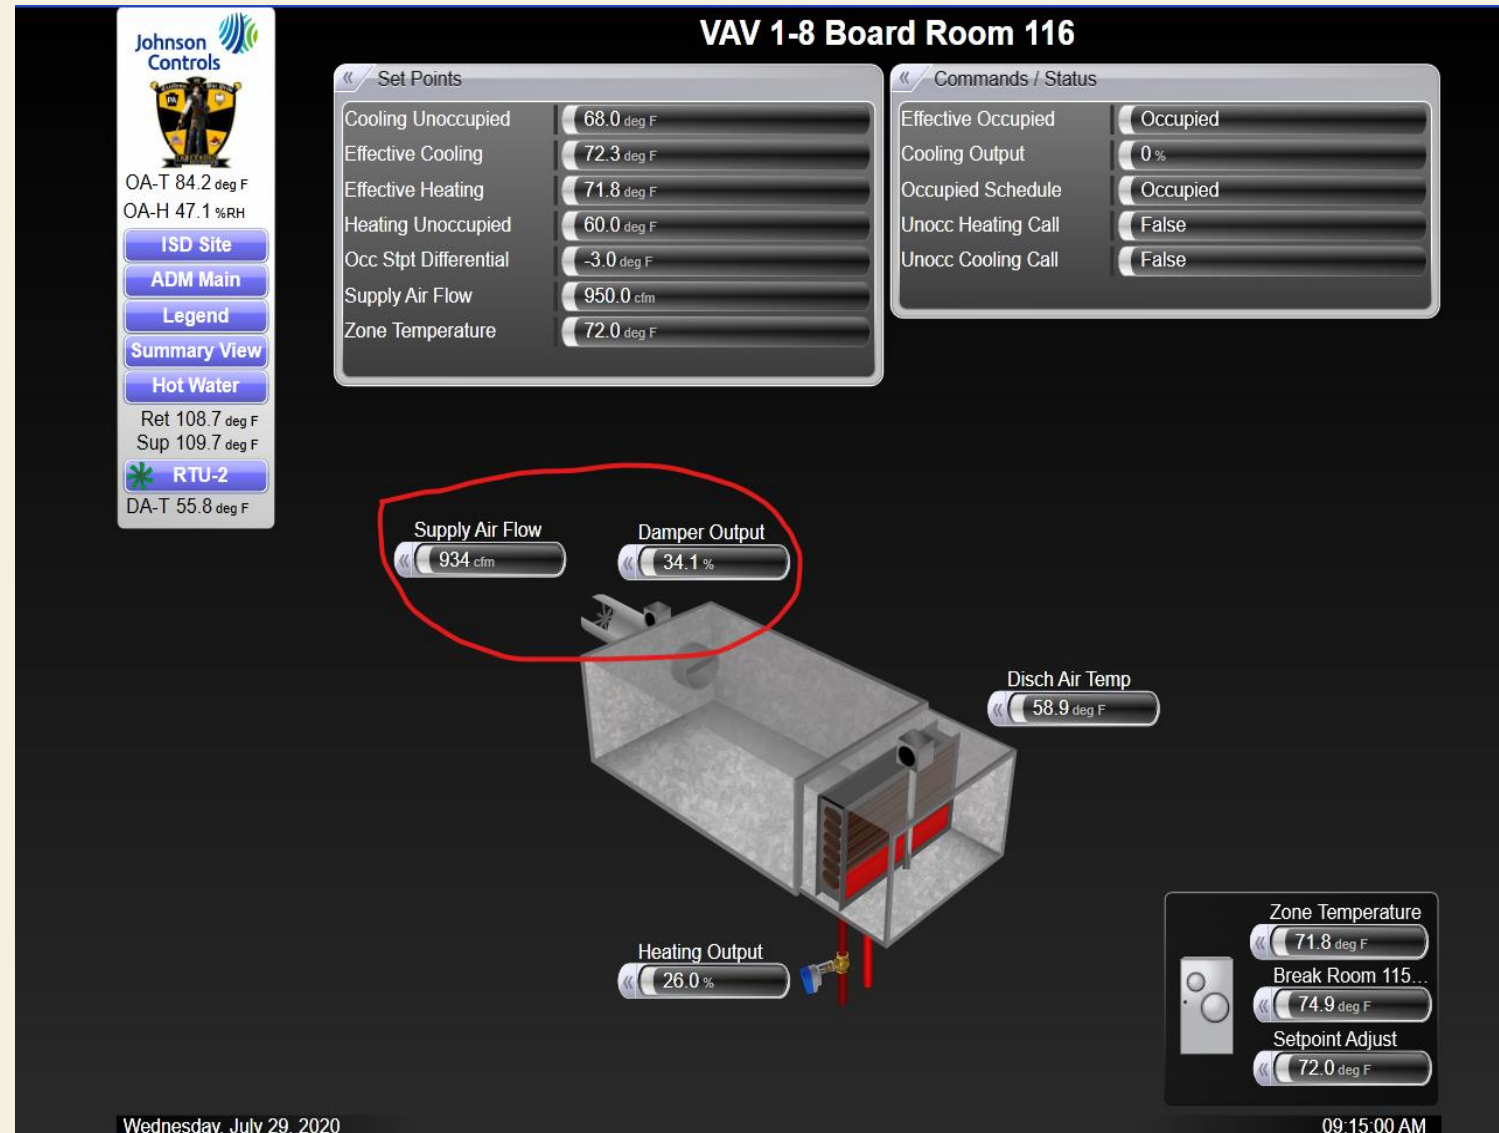 VAV 1-8 Board Room 116
Johnson
Controls
OA-T 84.2 deg F
OA-H 47.1 %RH
ISD Site
ADM Main
Legend
Summary View
Hot Water
Ret 108.7 deg F
Sup 109.7 deg F
RTU-2
DA-T 55.8 deg F
Set Points
Cooling Unoccupied 68.0 deg F
Effective Cooling 72.3 deg F
Effective Heating 71.8 deg F
Heating Unoccupied 60.0 deg F
Occ Stpt Differential -3.0 deg F
Supply Air Flow 950.0 cfm
Zone Temperature 72.0 deg F
Commands / Status
Effective Occupied Occupied
Cooling Output 0 %
Occupied Schedule Occupied
Unocc Heating Call False
Unocc Cooling Call False
Supply Air Flow
934 cfm
Damper Output
34.1 %
Disch Air Temp
58.9 deg F
Heating Output
26.0 %
Zone Temperature
71.8 deg F
Break Room 115...
74.9 deg F
Setpoint Adjust
72.0 deg F
Wednesday, July 29, 2020
09:15:00 AM